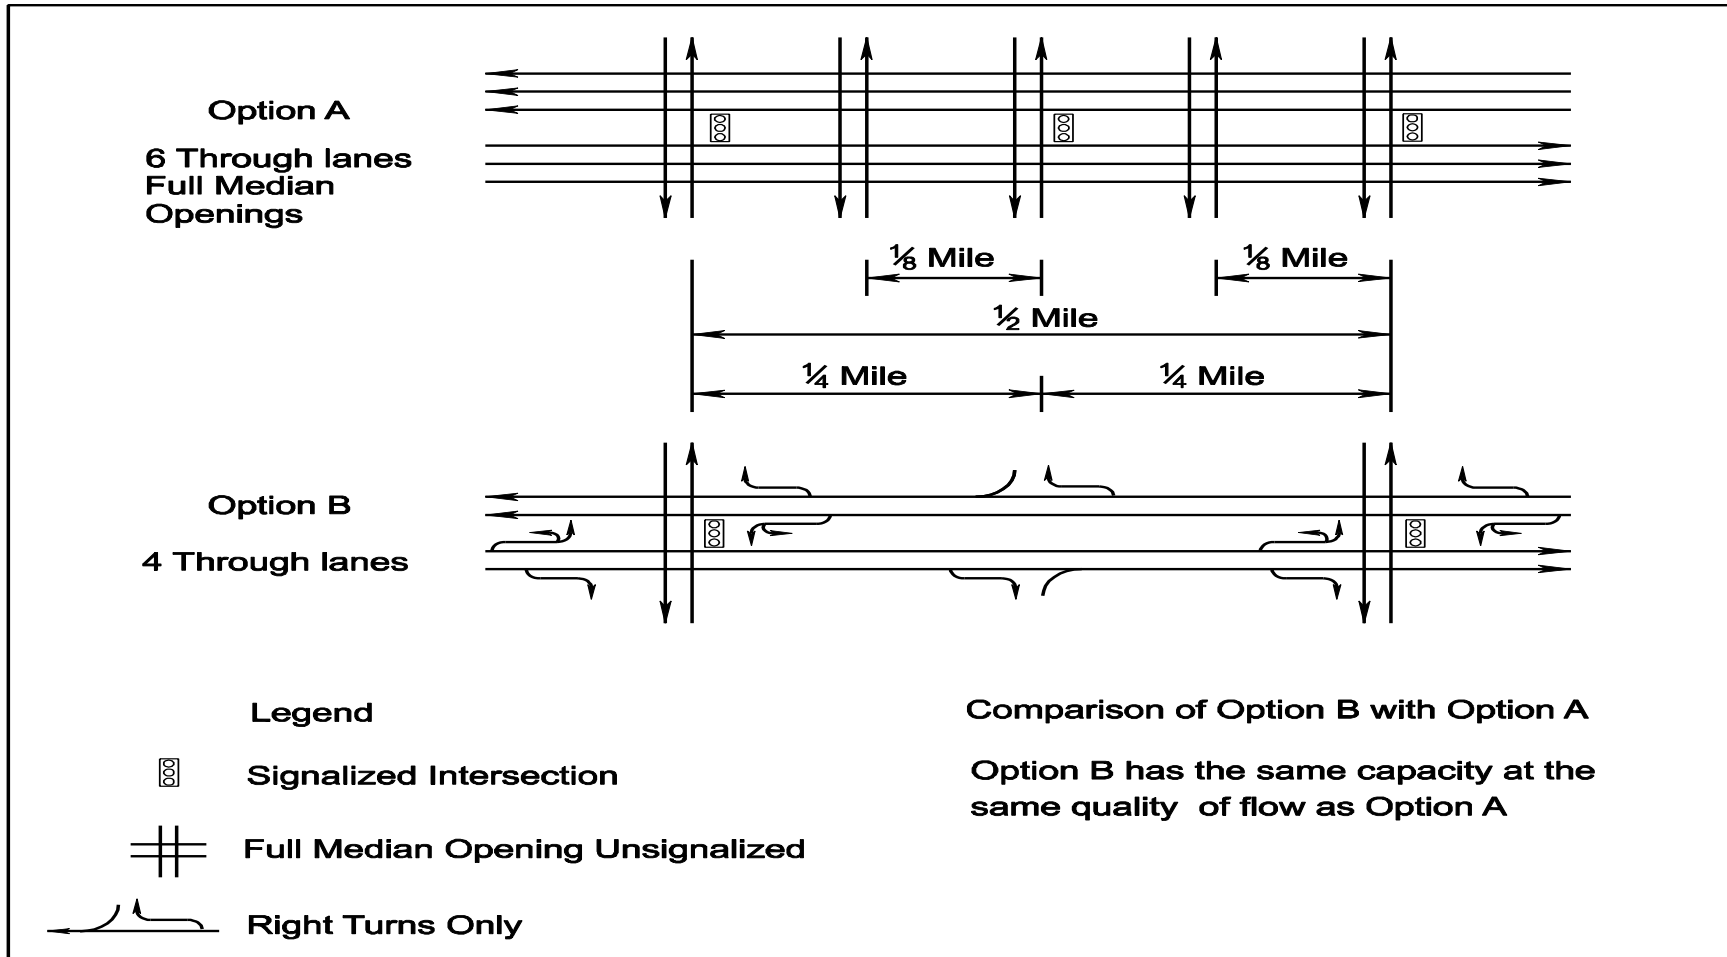 Option A
6 Through lanes
Full Median
Openings
⅛ Mile
⅛ Mile
½ Mile
¼ Mile
¼ Mile
Option B
4 Through lanes
Legend
Signalized Intersection
Full Median Opening Unsignalized
Right Turns Only
Comparison of Option B with Option A
Option B has the same capacity at the
same quality of flow as Option A